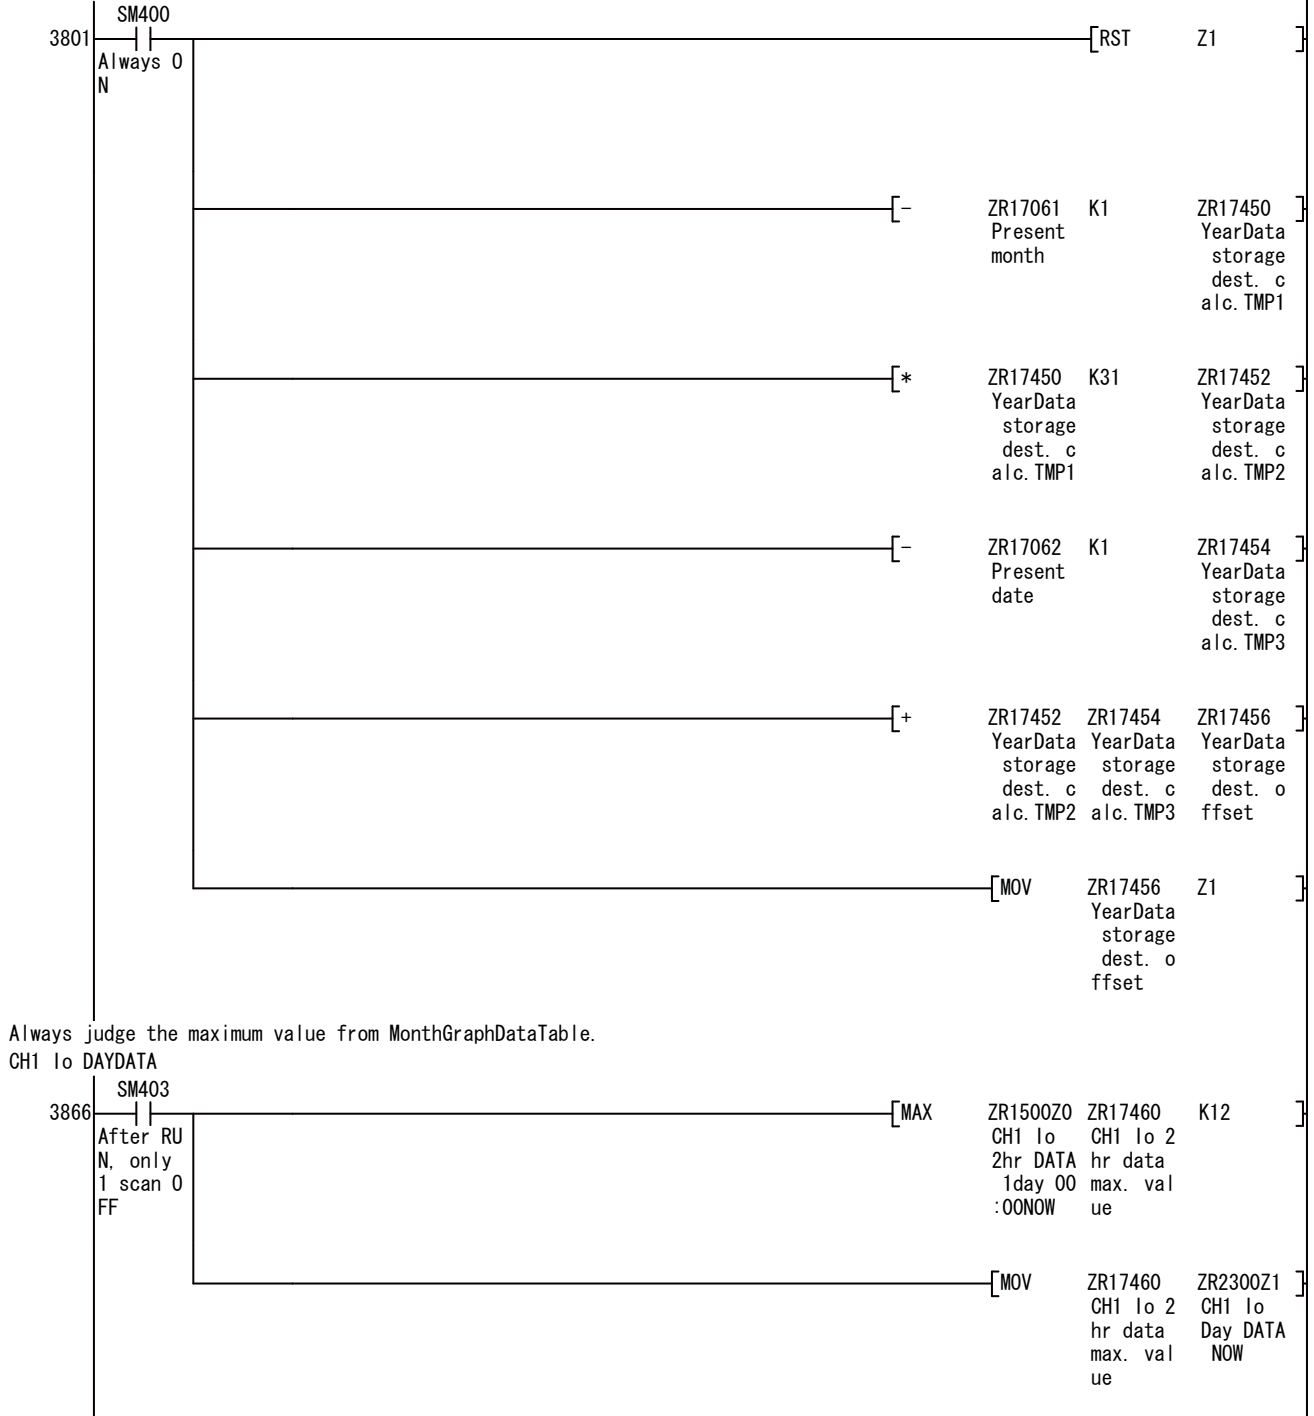 SM400
3801 [RST Z1 ]
Always O
N
[- ZR17061 K1 ZR17450 ]
Present YearData
month storage
dest. c
alc.TMP1
[* ZR17450 K31 ZR17452 ]
YearData YearData
storage storage
dest. c dest. c
alc.TMP1 alc.TMP2
[- ZR17062 K1 ZR17454 ]
Present YearData
date storage
dest. c
alc.TMP3
[+ ZR17452 ZR17454 ZR17456 ]
YearData YearData YearData
storage storage storage
dest. c dest. c dest. o
alc.TMP2 alc.TMP3 ffset
[MOV ZR17456 Z1 ]
YearData
storage
dest. o
ffset
Always judge the maximum value from MonthGraphDataTable.
CH1 Io DAYDATA
SM403
3866 [MAX ZR1500Z0 ZR17460 K12 ]
After RU CH1 Io CH1 Io 2
N, only 2hr DATA hr data
1 scan O 1day 00 max. val
FF :00NOW ue
[MOV ZR17460 ZR2300Z1 ]
CH1 Io 2 CH1 Io
hr data Day DATA
max. val NOW
ue